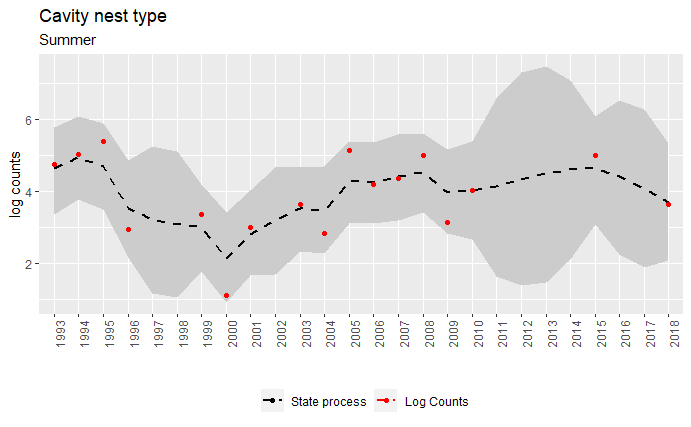 Cavity nest type
Summer
log counts
6
4
2
1993 1994 1995 1996 1997 1998 1999 2000 2001 2002 2003 2004 2005 2006 2007 2008 2009 2010 2011 2012 2013 2014 2015 2016 2017 2018
State process Log Counts